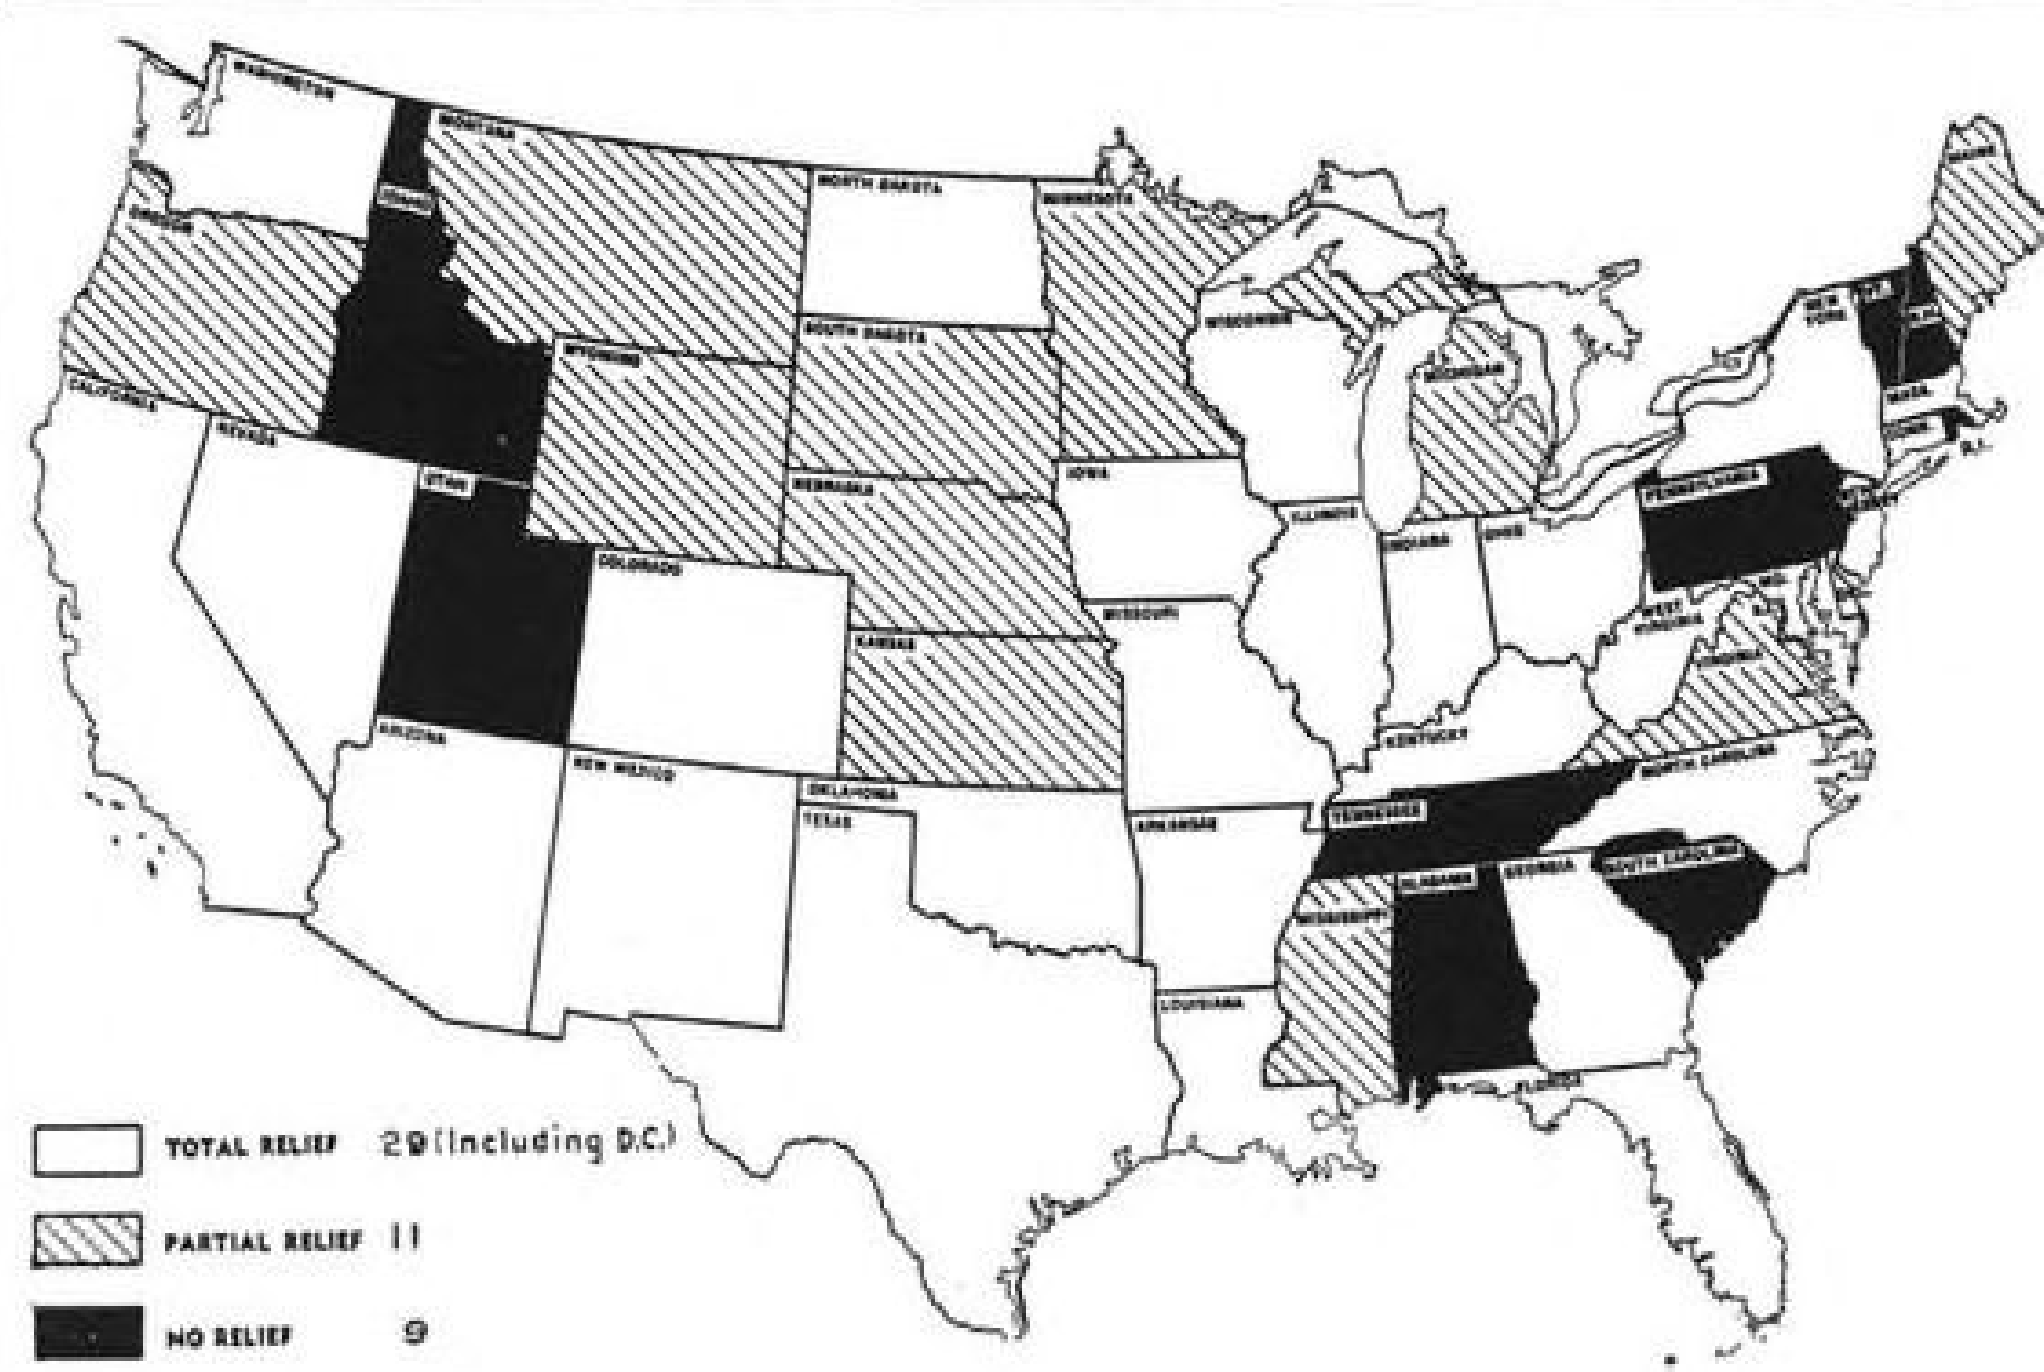 WASHINGTON
MONTANA
IDAHO
NORTH DAKOTA
MINNESOTA
MAINE
OREGON
SOUTH DAKOTA
WISCONSIN
NEW
YORK
VT.
N.H.
WYOMING
MICHIGAN
CALIFORNIA
NEVADA
MASS.
CONN.
R.I.
UTAH
NEBRASKA
IOWA
PENNSYLVANIA
ILLINOIS
INDIANA
OHIO
COLORADO
MD.
MISSOURI
WEST
VIRGINIA
KANSAS
VIRGINIA
ARIZONA
KENTUCKY
NORTH CAROLINA
NEW MEXICO
OKLAHOMA
TEXAS
ARKANSAS
TENNESSEE
SOUTH CAROLINA
ALABAMA
GEORGIA
MISSISSIPPI
LOUISIANA
FLORIDA
TOTAL RELIEF 29 (Including D.C.)
PARTIAL RELIEF 11
NO RELIEF 9